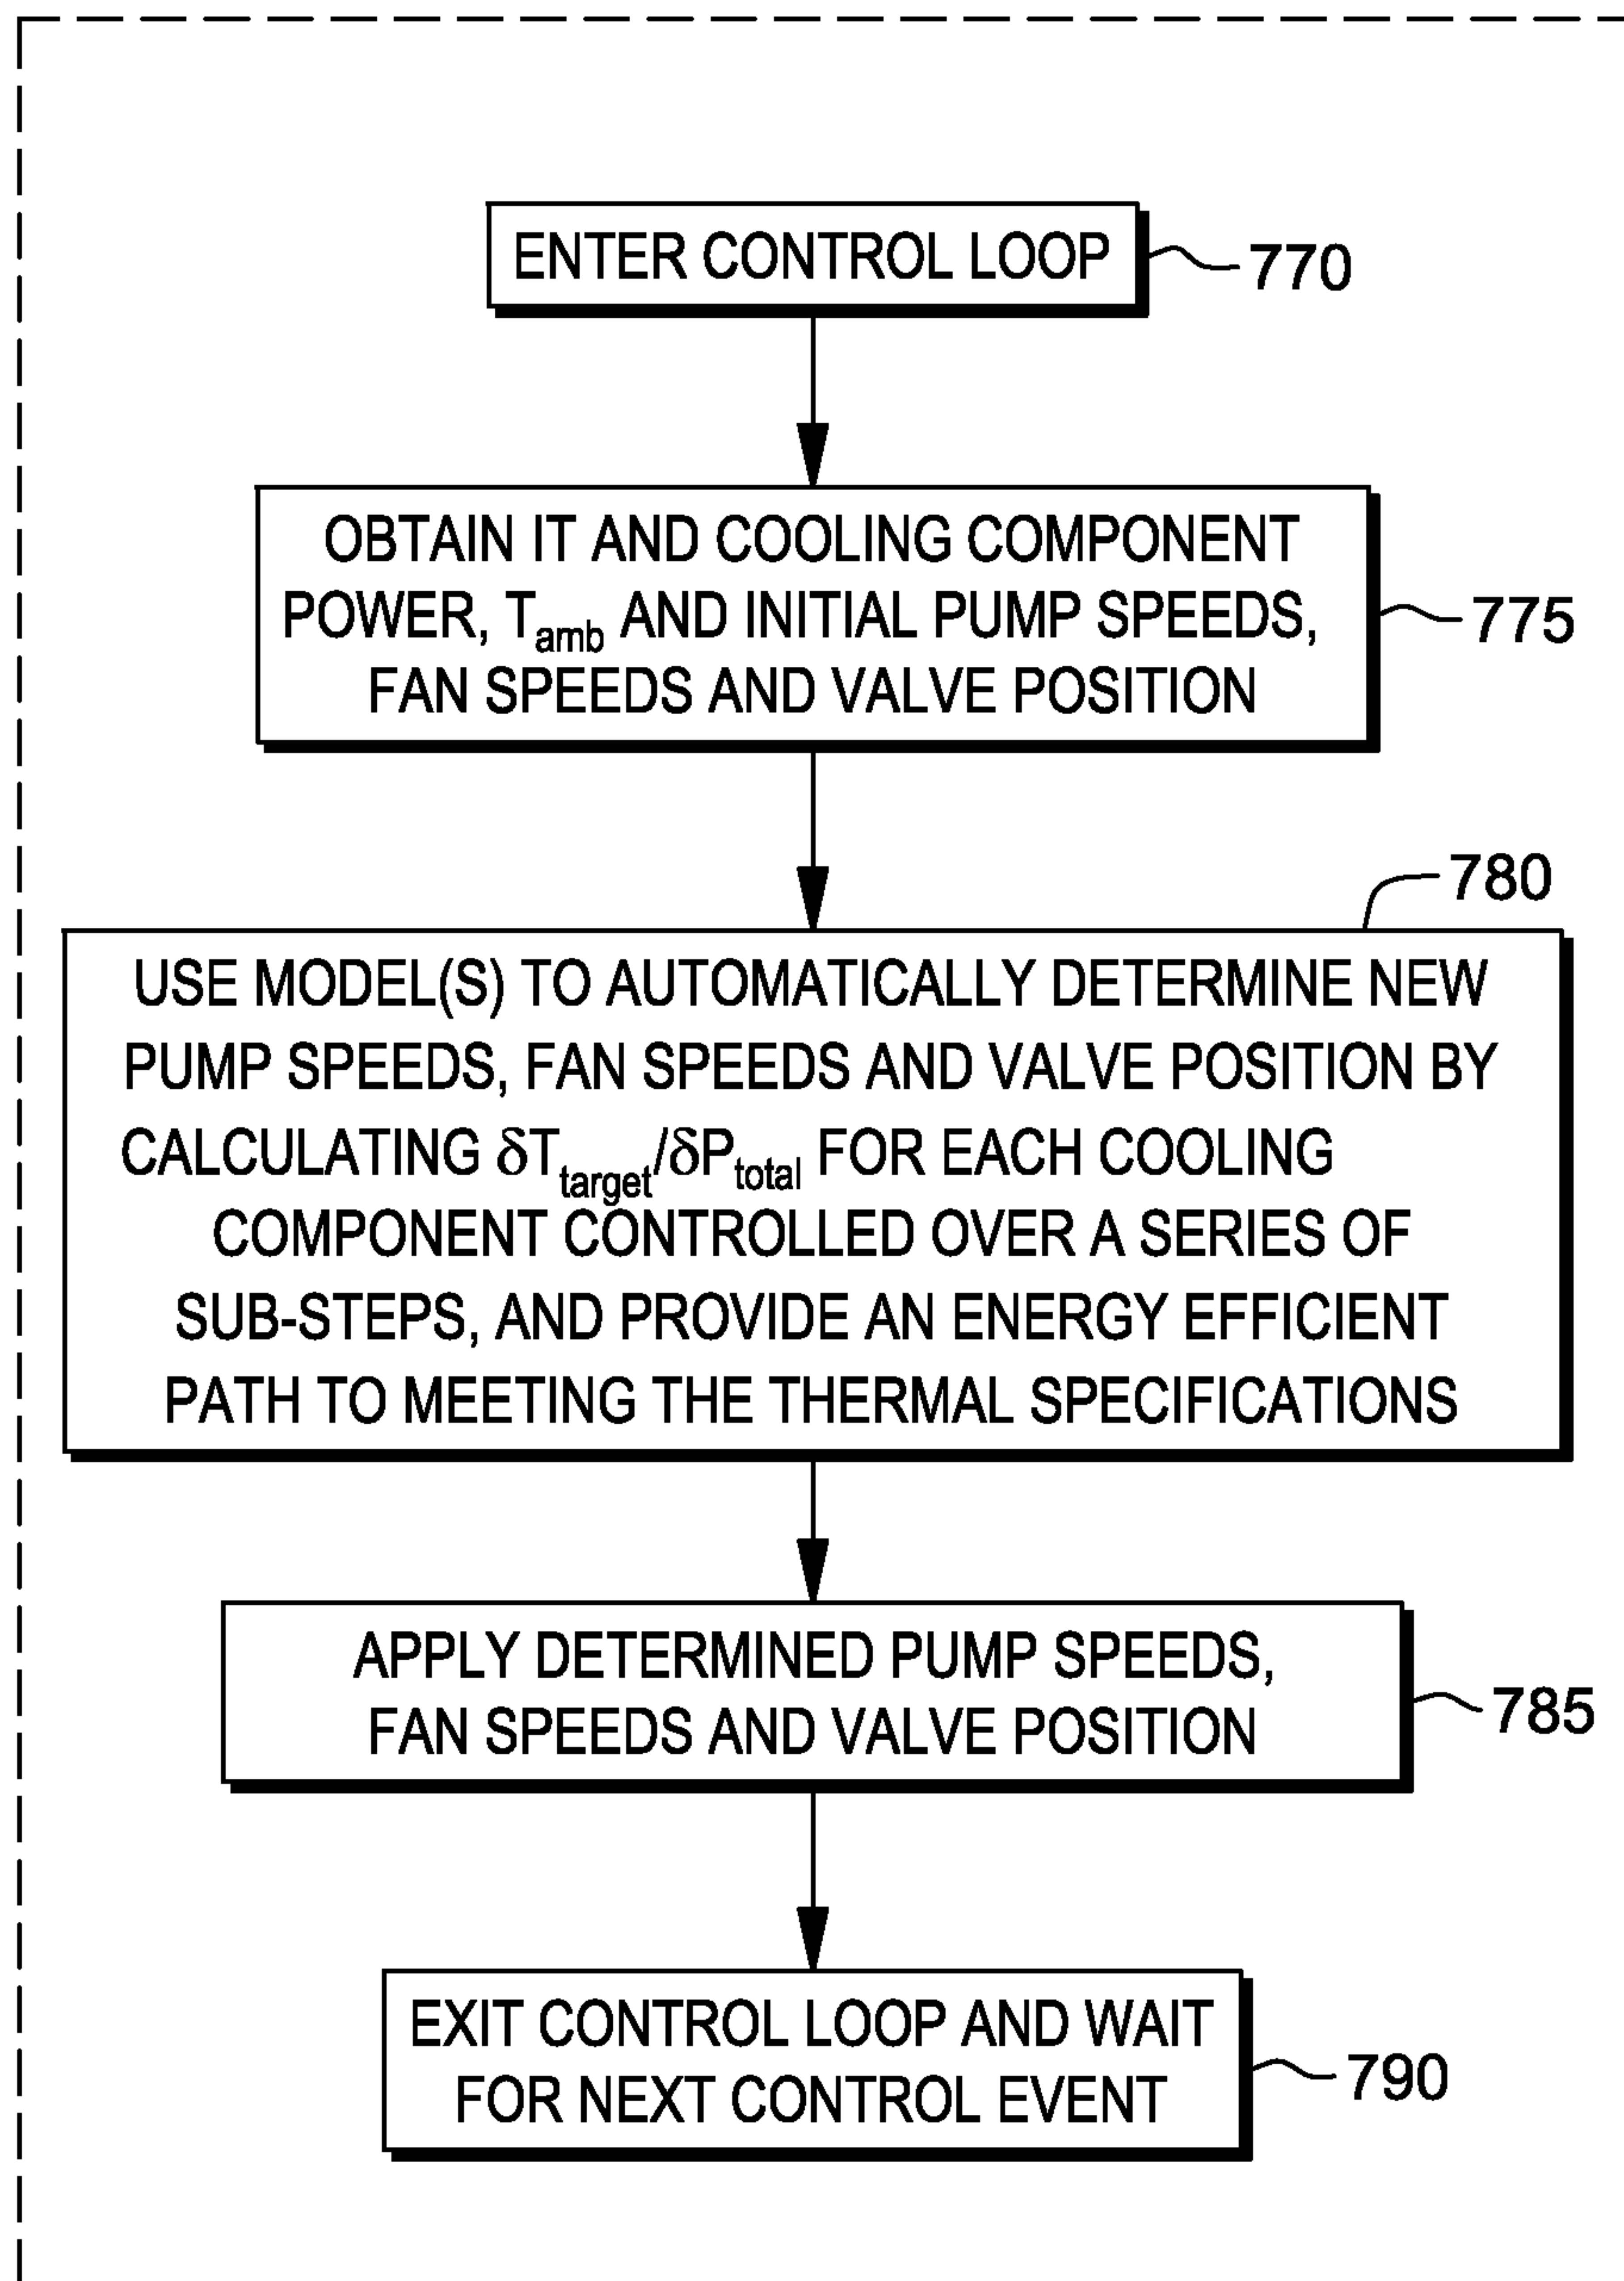 ENTER CONTROL LOOP
770
OBTAIN IT AND COOLING COMPONENT
POWER, Tamb AND INITIAL PUMP SPEEDS,
FAN SPEEDS AND VALVE POSITION
775
780
USE MODEL(S) TO AUTOMATICALLY DETERMINE NEW
PUMP SPEEDS, FAN SPEEDS AND VALVE POSITION BY
CALCULATING δTtarget/δPtotal FOR EACH COOLING
COMPONENT CONTROLLED OVER A SERIES OF
SUB-STEPS, AND PROVIDE AN ENERGY EFFICIENT
PATH TO MEETING THE THERMAL SPECIFICATIONS
APPLY DETERMINED PUMP SPEEDS,
FAN SPEEDS AND VALVE POSITION
785
EXIT CONTROL LOOP AND WAIT
FOR NEXT CONTROL EVENT
790